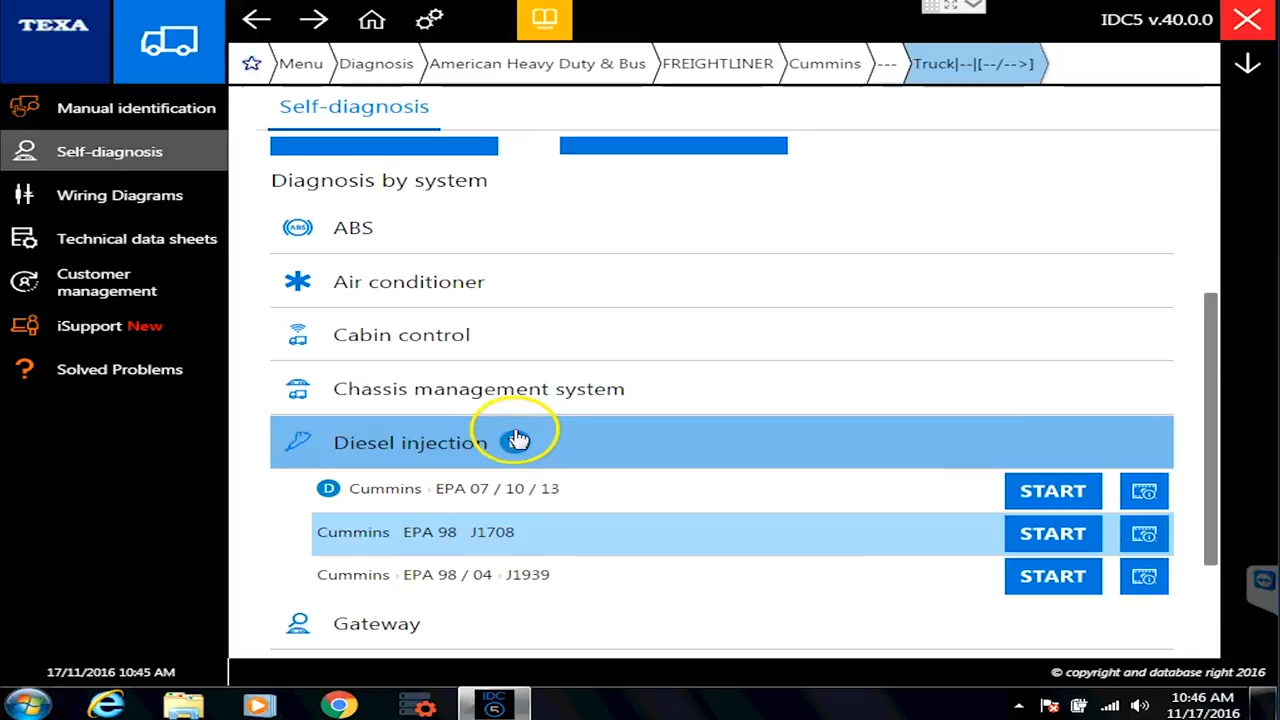 TEXA
IDC5 v.40.0.0
Menu
Diagnosis
American Heavy Duty & Bus
FREIGHTLINER
Cummins
---
Truck|--|[--/-->]
Manual identification
Self-diagnosis
Wiring Diagrams
Technical data sheets
Customer
management
iSupport New
Solved Problems
17/11/2016 10:45 AM
Self-diagnosis
Diagnosis by system
ABS
ABS
Air conditioner
Cabin control
Chassis management system
Diesel injection
D Cummins › EPA 07 / 10 / 13 START
Cummins EPA 98 J1708 START
Cummins › EPA 98 / 04 › J1939 START
Gateway
© copyright and database right 2016
IDC
5
10:46 AM
11/17/2016